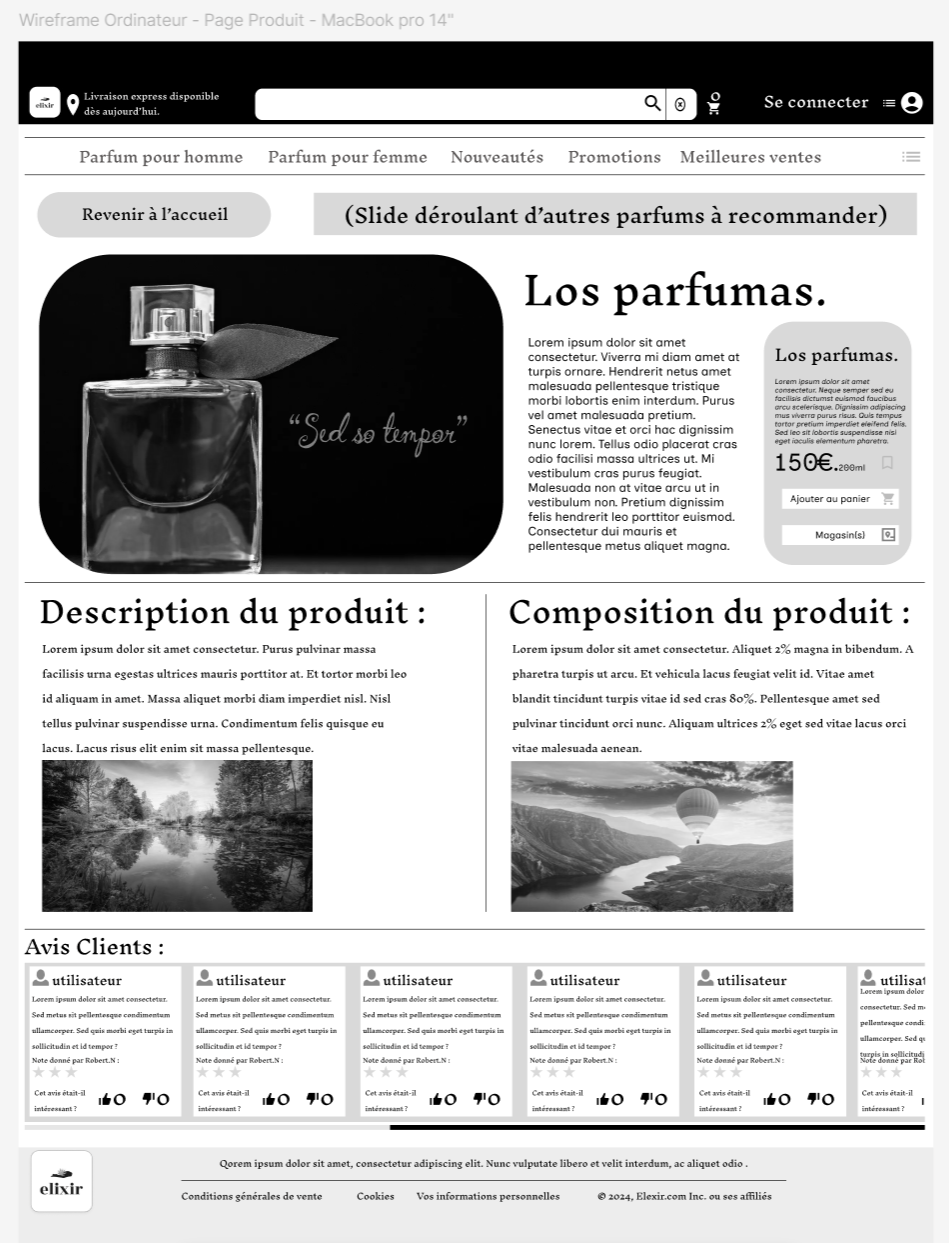 Wireframe Ordinateur - Page Produit - MacBook pro 14"
elixir
Livraison express disponible
dès aujourd'hui.
0
Se connecter
Parfum pour homme
Parfum pour femme
Nouveautés
Promotions
Meilleures ventes
Revenir à l'accueil
(Slide déroulant d'autres parfums à recommander)
"Sed so tempor"
Los parfumas.
Lorem ipsum dolor sit amet
consectetur. Viverra mi diam amet at
turpis ornare. Hendrerit netus amet
malesuada pellentesque tristique
morbi lobortis enim interdum. Purus
vel amet malesuada pretium.
Senectus vitae et orci hac dignissim
nunc lorem. Tellus odio placerat cras
odio facilisi massa ultrices ut. Mi
vestibulum cras purus feugiat.
Malesuada non at vitae arcu ut in
vestibulum non. Pretium dignissim
felis hendrerit leo porttitor euismod.
Consectetur dui mauris et
pellentesque metus aliquet magna.
Los parfumas.
Lorem ipsum dolor sit amet
consectetur. Neque semper sed eu
facilisis dictumst euismod faucibus
arcu scelerisque. Dignissim adipiscing
mus viverra purus risus. Quis tempus
tortor pretium imperdiet eleifend felis.
Sed leo sit lobortis suspendisse nisi
eget iaculis elementum pharetra.
150€.200ml
Ajouter au panier
Magasin(s)
Description du produit :
Lorem ipsum dolor sit amet consectetur. Purus pulvinar massa
facilisis urna egestas ultrices mauris porttitor at. Et tortor morbi leo
id aliquam in amet. Massa aliquet morbi diam imperdiet nisl. Nisl
tellus pulvinar suspendisse urna. Condimentum felis quisque eu
lacus. Lacus risus elit enim sit massa pellentesque.
Composition du produit :
Lorem ipsum dolor sit amet consectetur. Aliquet 2% magna in bibendum. A
pharetra turpis ut arcu. Et vehicula lacus feugiat velit id. Vitae amet
blandit tincidunt turpis vitae id sed cras 80%. Pellentesque amet sed
pulvinar tincidunt orci nunc. Aliquam ultrices 2% eget sed vitae lacus orci
vitae malesuada aenean.
Avis Clients :
utilisateur
Lorem ipsum dolor sit amet consectetur.
Sed metus sit pellentesque condimentum
ullamcorper. Sed quis morbi eget turpis in
sollicitudin et id tempor ?
Note donné par Robert.N :
Cet avis était-il
intéressant ?
0
0
utilisateur
Lorem ipsum dolor sit amet consectetur.
Sed metus sit pellentesque condimentum
ullamcorper. Sed quis morbi eget turpis in
sollicitudin et id tempor ?
Note donné par Robert.N :
Cet avis était-il
intéressant ?
0
0
utilisateur
Lorem ipsum dolor sit amet consectetur.
Sed metus sit pellentesque condimentum
ullamcorper. Sed quis morbi eget turpis in
sollicitudin et id tempor ?
Note donné par Robert.N :
Cet avis était-il
intéressant ?
0
0
utilisateur
Lorem ipsum dolor sit amet consectetur.
Sed metus sit pellentesque condimentum
ullamcorper. Sed quis morbi eget turpis in
sollicitudin et id tempor ?
Note donné par Robert.N :
Cet avis était-il
intéressant ?
0
0
utilisateur
Lorem ipsum dolor sit amet consectetur.
Sed metus sit pellentesque condimentum
ullamcorper. Sed quis morbi eget turpis in
sollicitudin et id tempor ?
Note donné par Robert.N :
Cet avis était-il
intéressant ?
0
0
utilisat
Lorem ipsum dolor
consectetur. Sed m
pellentesque condi
ullamcorper. Sed q
turpis in sollicitudi
Note donné par Rob
Cet avis était-il
intéressant ?
elixir
Qorem ipsum dolor sit amet, consectetur adipiscing elit. Nunc vulputate libero et velit interdum, ac aliquet odio .
Conditions générales de vente
Cookies
Vos informations personnelles
© 2024, Elexir.com Inc. ou ses affiliés